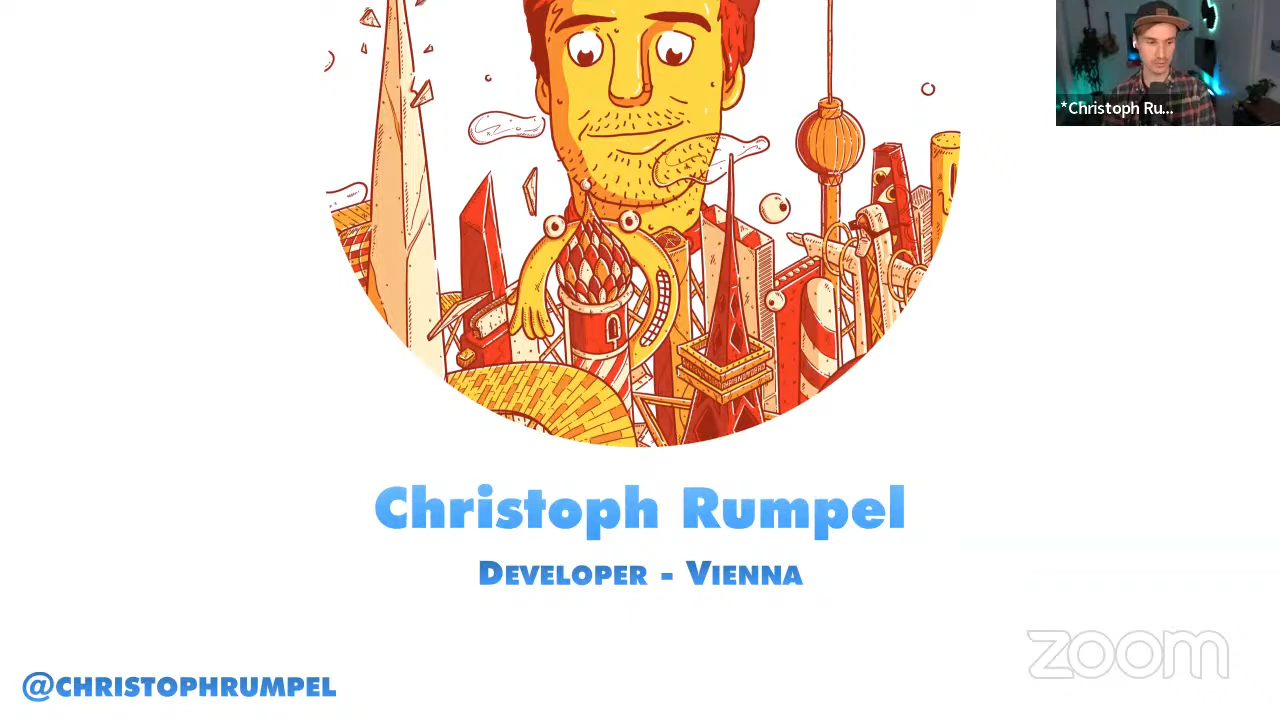 *Christoph Ru...
Christoph Rumpel
DEVELOPER - VIENNA
zoom
@CHRISTOPHRUMPEL